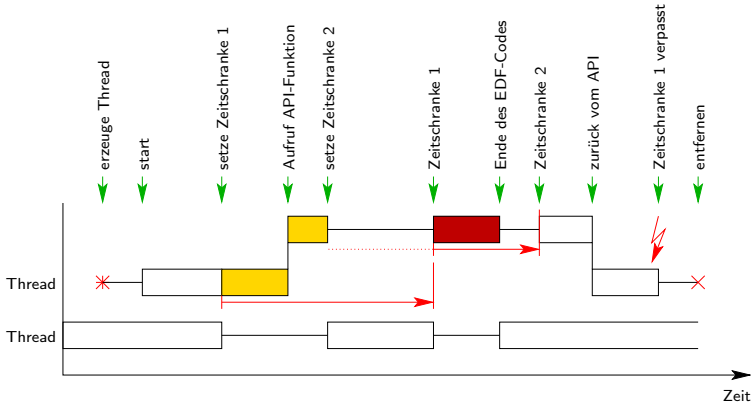 erzeuge Thread
start
setze Zeitschranke 1
Aufruf API-Funktion
setze Zeitschranke 2
Zeitschranke 1
Ende des EDF-Codes
Zeitschranke 2
zurück vom API
Zeitschranke 1 verpasst
entfernen
Thread
Thread
Zeit